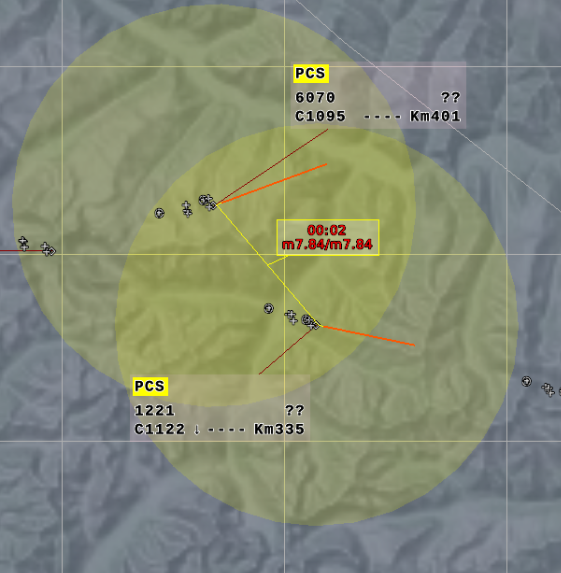 PCS
6070 ??
C1095 ---- Km401
00:02
m7.84/m7.84
PCS
1221 ??
C1122 ↓ ---- Km335